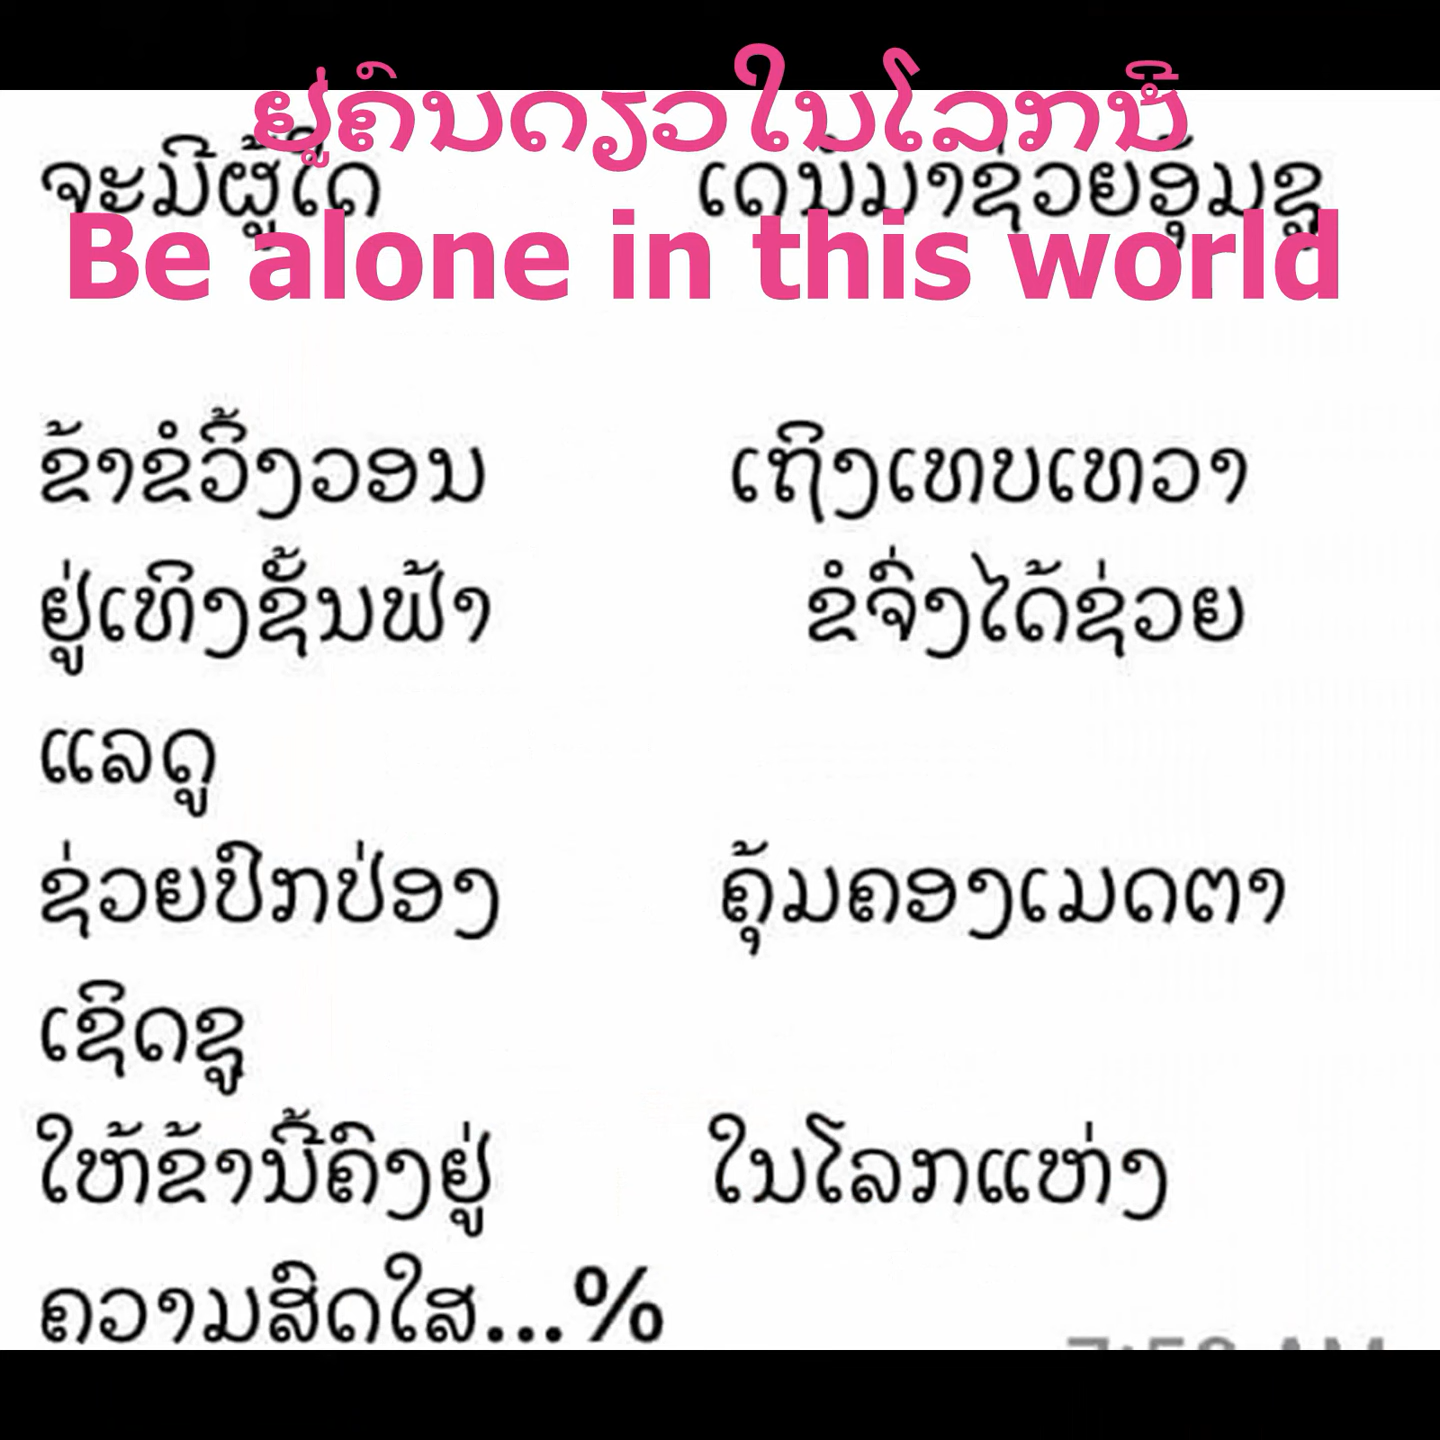 ຢູ່ຄົນດຽວໃນໂລກນີ້
ຈະມີຜູ້ໃດ ເດນັມາຊ່ວຍອຸ້ມຊູ
Be alone in this world
ຂ້າຂໍວິ້ງວອນ ເຖິງເທບເທວາ
ຢູ່ເທິງຊັ້ນຟ້າ ຂໍຈົ່ງໄດ້ຊ່ວຍ
ແລດູ
ຊ່ວຍປົກປ່ອງ ຄຸ້ມຄອງເມດຕາ
ເຊິດຊູ
ໃຫ້ຂ້ານີ້ຄົງຢູ່ ໃນໂລກແຫ່ງ
ຄວາມສົດໃສ...%